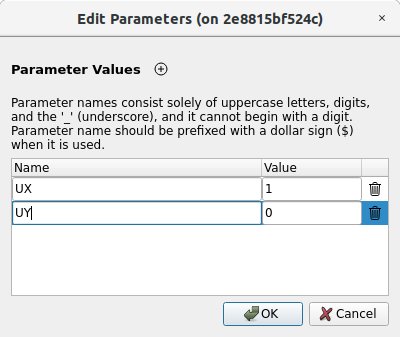 Edit Parameters (on 2e8815bf524c)
Parameter Values
Parameter names consist solely of uppercase letters, digits,
and the '_' (underscore), and it cannot begin with a digit.
Parameter name should be prefixed with a dollar sign ($)
when it is used.
Name Value
UX 1
UY 0
OK Cancel